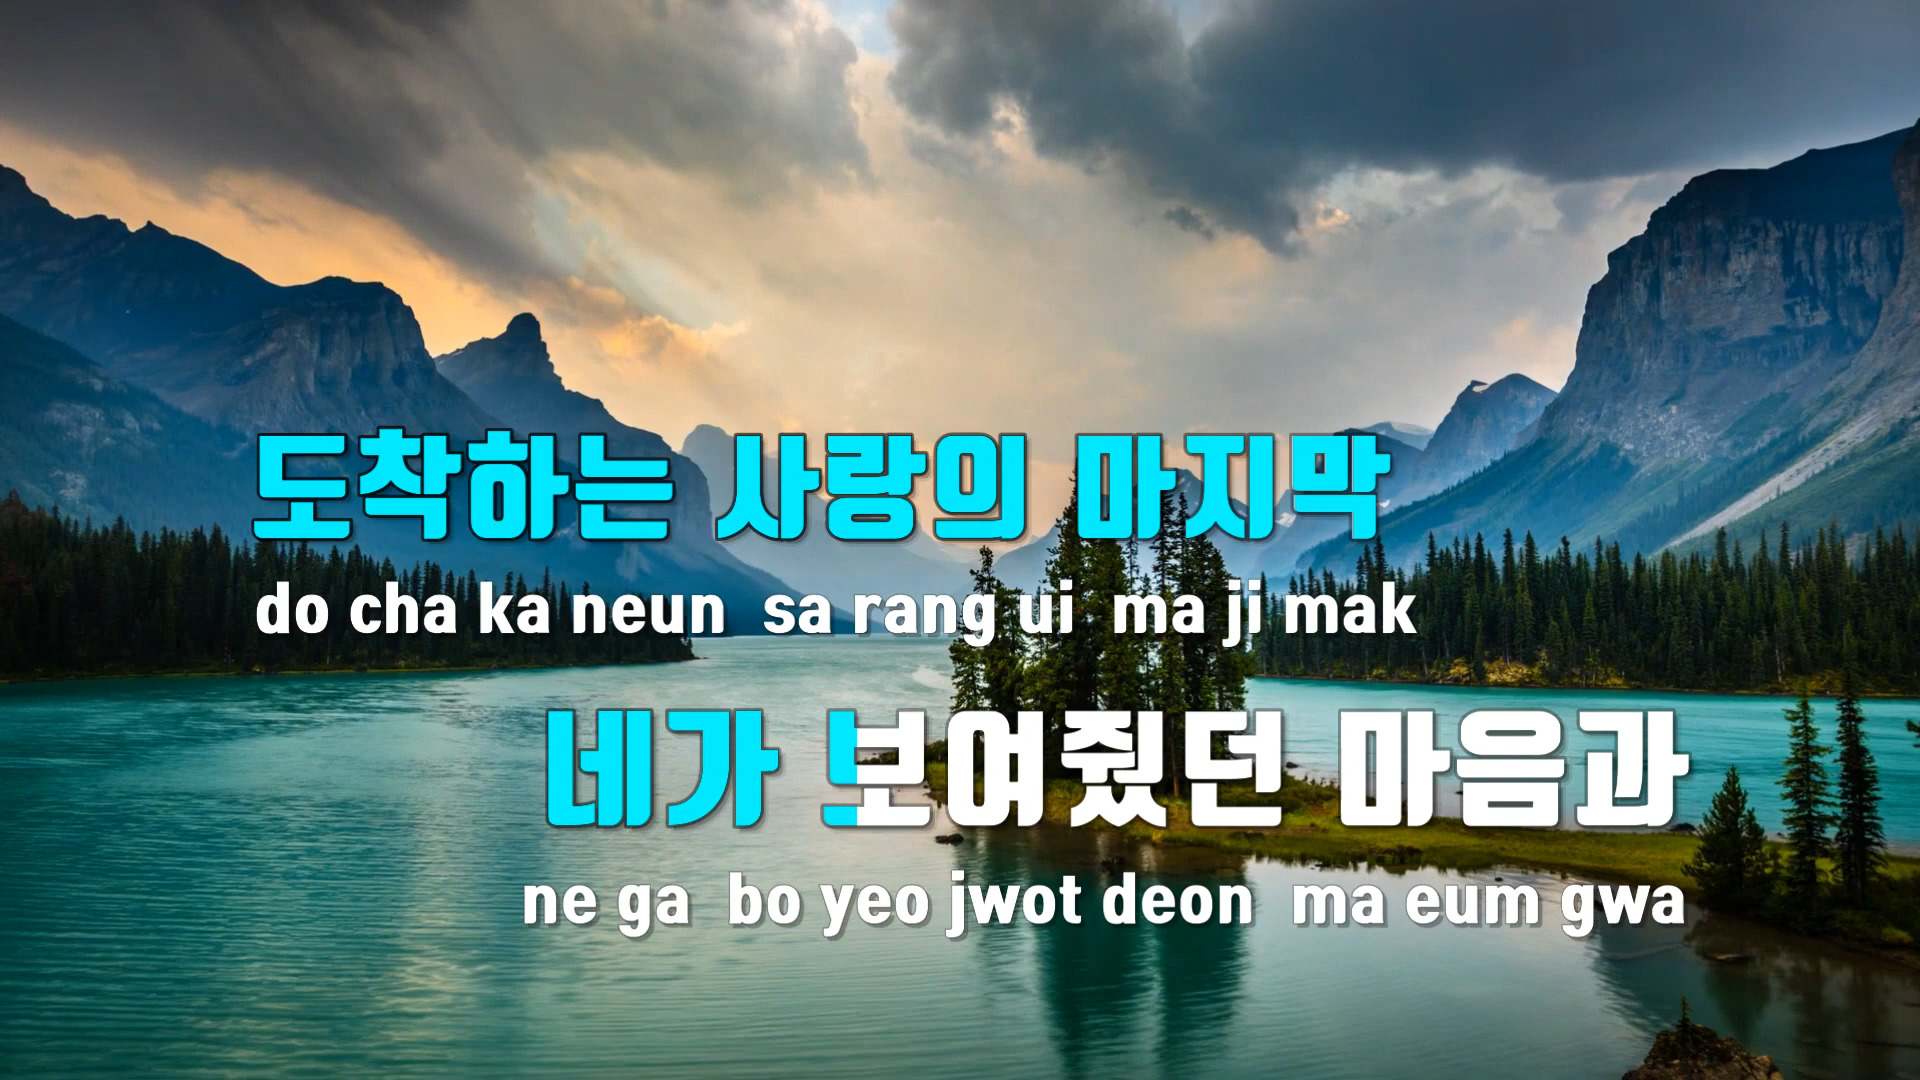 도착하는 사랑의 마지막
do cha ka neun sa rang ui ma ji mak
네가 보여줬던 마음과
ne ga bo yeo jwot deon ma eum gwa